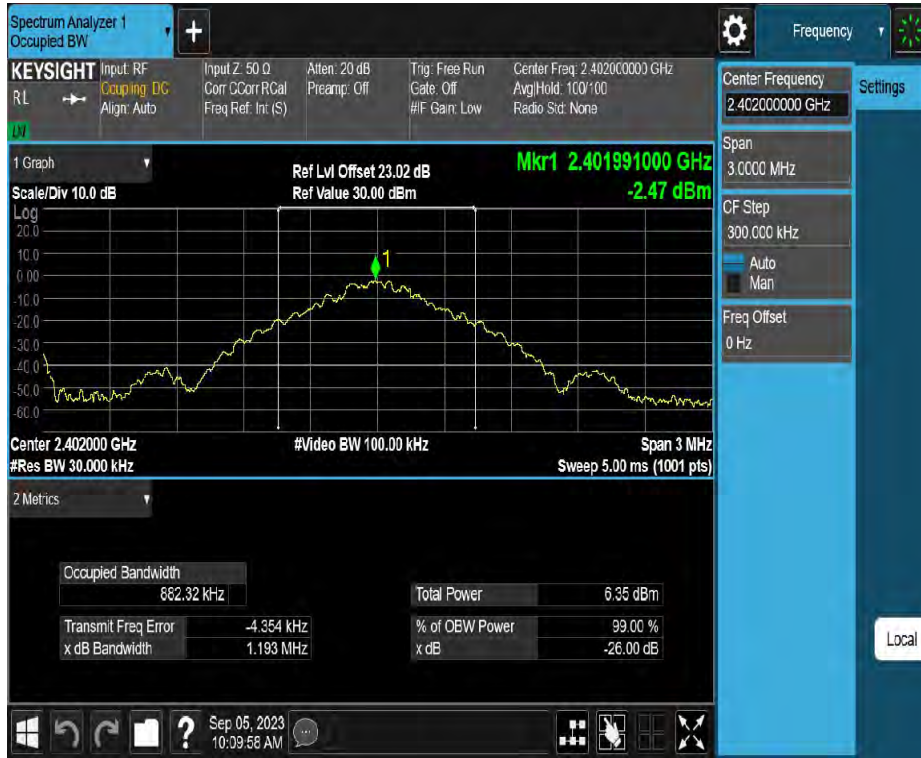 Spectrum Analyzer 1
Occupied BW
+
Frequency
KEYSIGHT
RL
LXI
Input: RF
Coupling: DC
Align: Auto
Input Z: 50 Ω
Corr CCorr RCal
Freq Ref: Int (S)
Atten: 20 dB
Preamp: Off
Trig: Free Run
Gate: Off
#IF Gain: Low
Center Freq: 2.402000000 GHz
Avg|Hold: 100/100
Radio Std: None
Center Frequency
2.402000000 GHz
Settings
Span
3.0000 MHz
CF Step
300.000 kHz
Auto
Man
Freq Offset
0 Hz
1 Graph
Scale/Div 10.0 dB
Ref Lvl Offset 23.02 dB
Ref Value 30.00 dBm
Mkr1 2.401991000 GHz
-2.47 dBm
Log
20.0
10.0
0.00
-10.0
-20.0
-30.0
-40.0
-50.0
-60.0
1
Center 2.402000 GHz
#Video BW 100.00 kHz
Span 3 MHz
#Res BW 30.000 kHz
Sweep 5.00 ms (1001 pts)
2 Metrics
Occupied Bandwidth
882.32 kHz
Total Power 6.35 dBm
Transmit Freq Error -4.354 kHz
% of OBW Power 99.00 %
x dB Bandwidth 1.193 MHz
x dB -26.00 dB
Local
?
Sep 05, 2023
10:09:58 AM